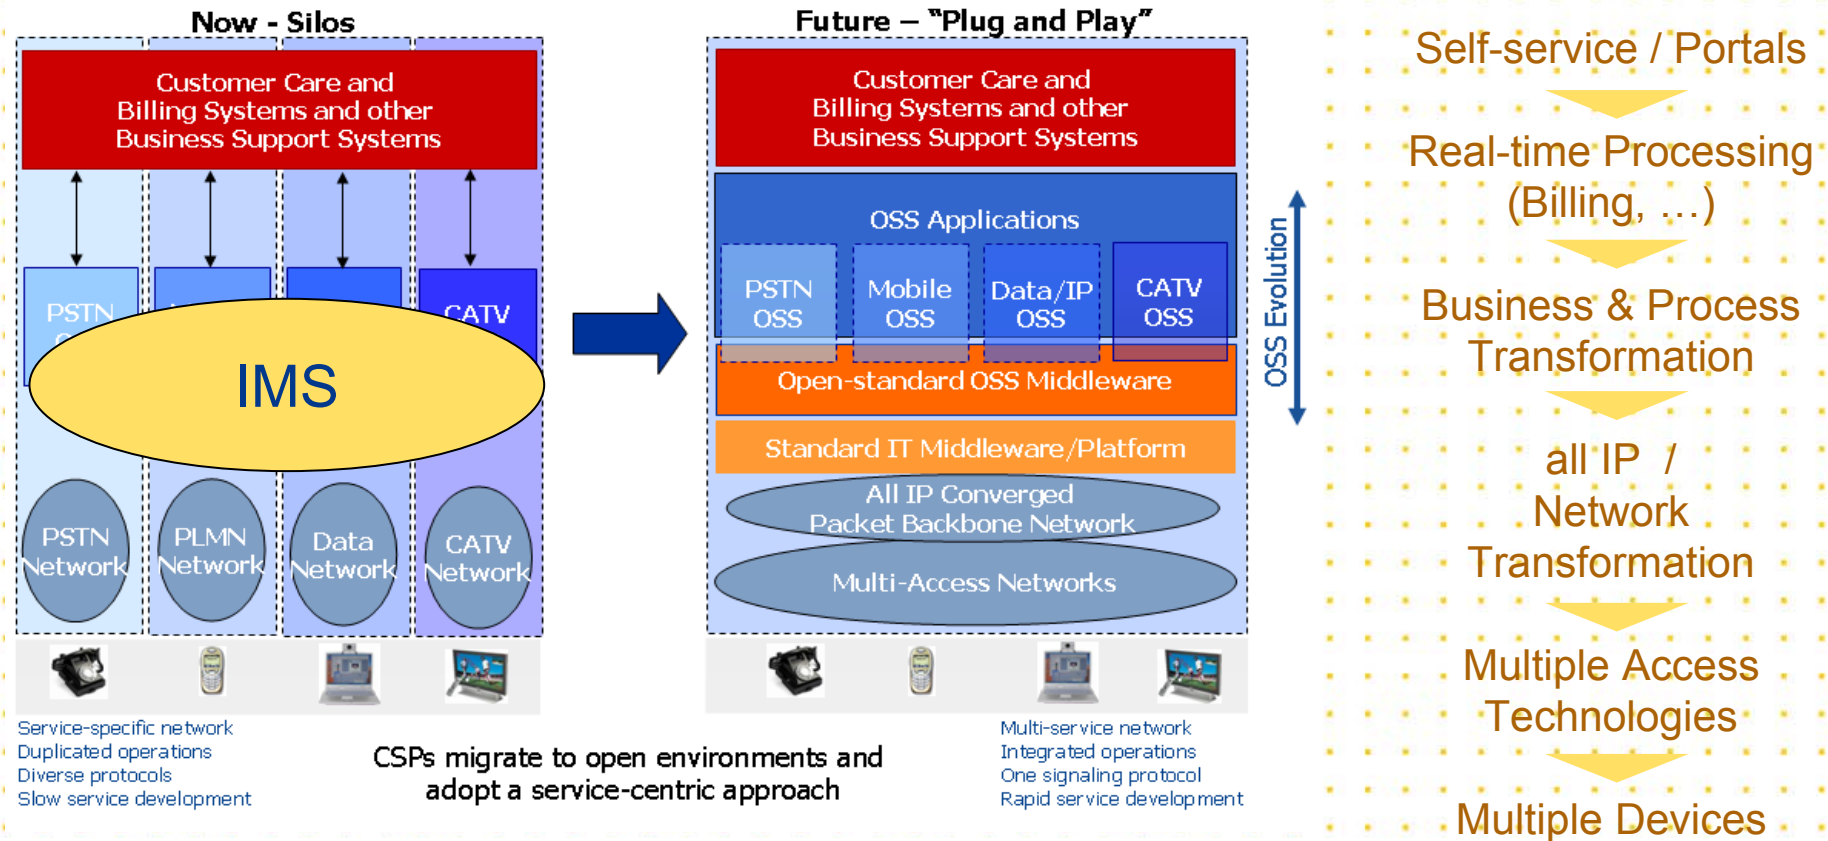 Now - Silos
Customer Care and
Billing Systems and other
Business Support Systems
PSTN
CATV
IMS
PSTN
Network
PLMN
Network
Data
Network
CATV
Network
Service-specific network
Duplicated operations
Diverse protocols
Slow service development
CSPs migrate to open environments and
adopt a service-centric approach
Future – “Plug and Play”
Customer Care and
Billing Systems and other
Business Support Systems
OSS Applications
PSTN
OSS
Mobile
OSS
Data/IP
OSS
CATV
OSS
Open-standard OSS Middleware
Standard IT Middleware/Platform
All IP Converged
Packet Backbone Network
Multi-Access Networks
OSS Evolution
Multi-service network
Integrated operations
One signaling protocol
Rapid service development
Self-service / Portals
Real-time Processing
(Billing, …)
Business & Process
Transformation
all IP /
Network
Transformation
Multiple Access
Technologies
Multiple Devices